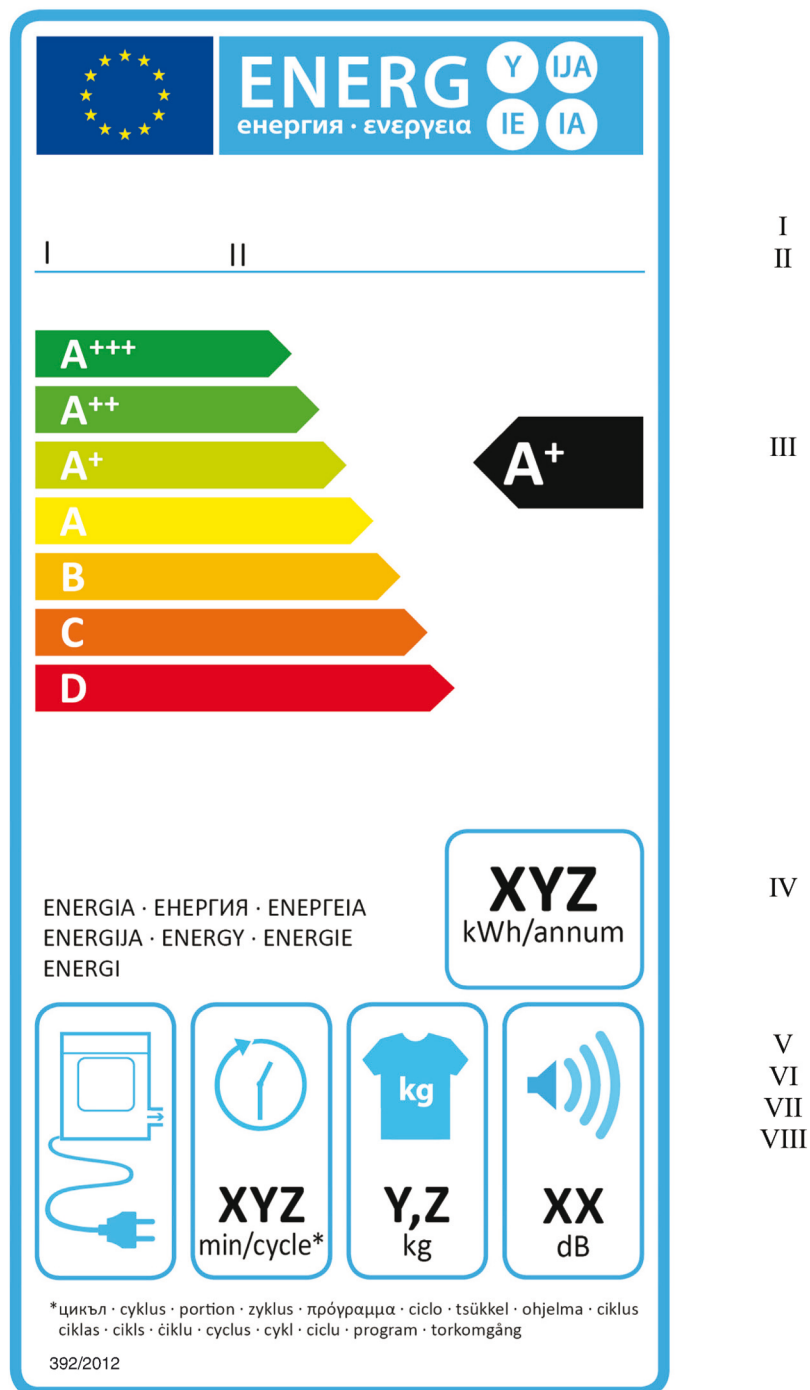 ENERG Y IJA
енергия · ενεργεια IE IA
I
II
I II
A+++
A++
A+ A+ III
A
B
C
D
XYZ IV
kWh/annum
ENERGIA · ЕНЕРГИЯ · ΕΝΕΡΓΕΙΑ
ENERGIJA · ENERGY · ENERGIE
ENERGI
V
VI
VII
VIII
kg
XYZ Y,Z XX
min/cycle* kg dB
*цикъл · cyklus · portion · zyklus · πρόγραμμα · ciclo · tsükkel · ohjelma · ciklus
ciklas · cikls · ċiklu · cyclus · cykl · ciclu · program · torkomgång
392/2012